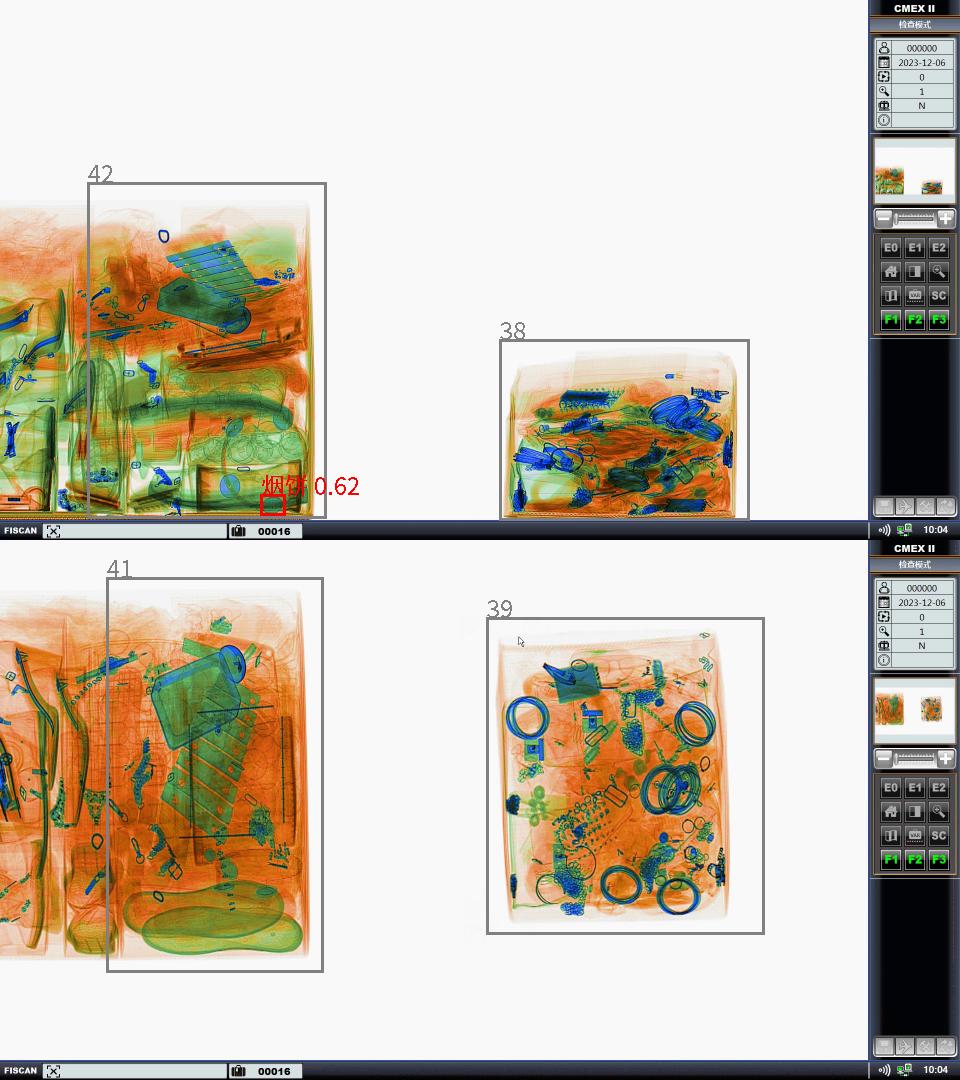 CMEX II
检查模式
000000
2023-12-06
0
1
N
42
38
烟饼 0.62
E0 E1 E2
VAR SC
F1 F2 F3
FISCAN 00016 10:04
CMEX II
检查模式
000000
2023-12-06
0
1
N
41
39
E0 E1 E2
VAR SC
F1 F2 F3
FISCAN 00016 10:04